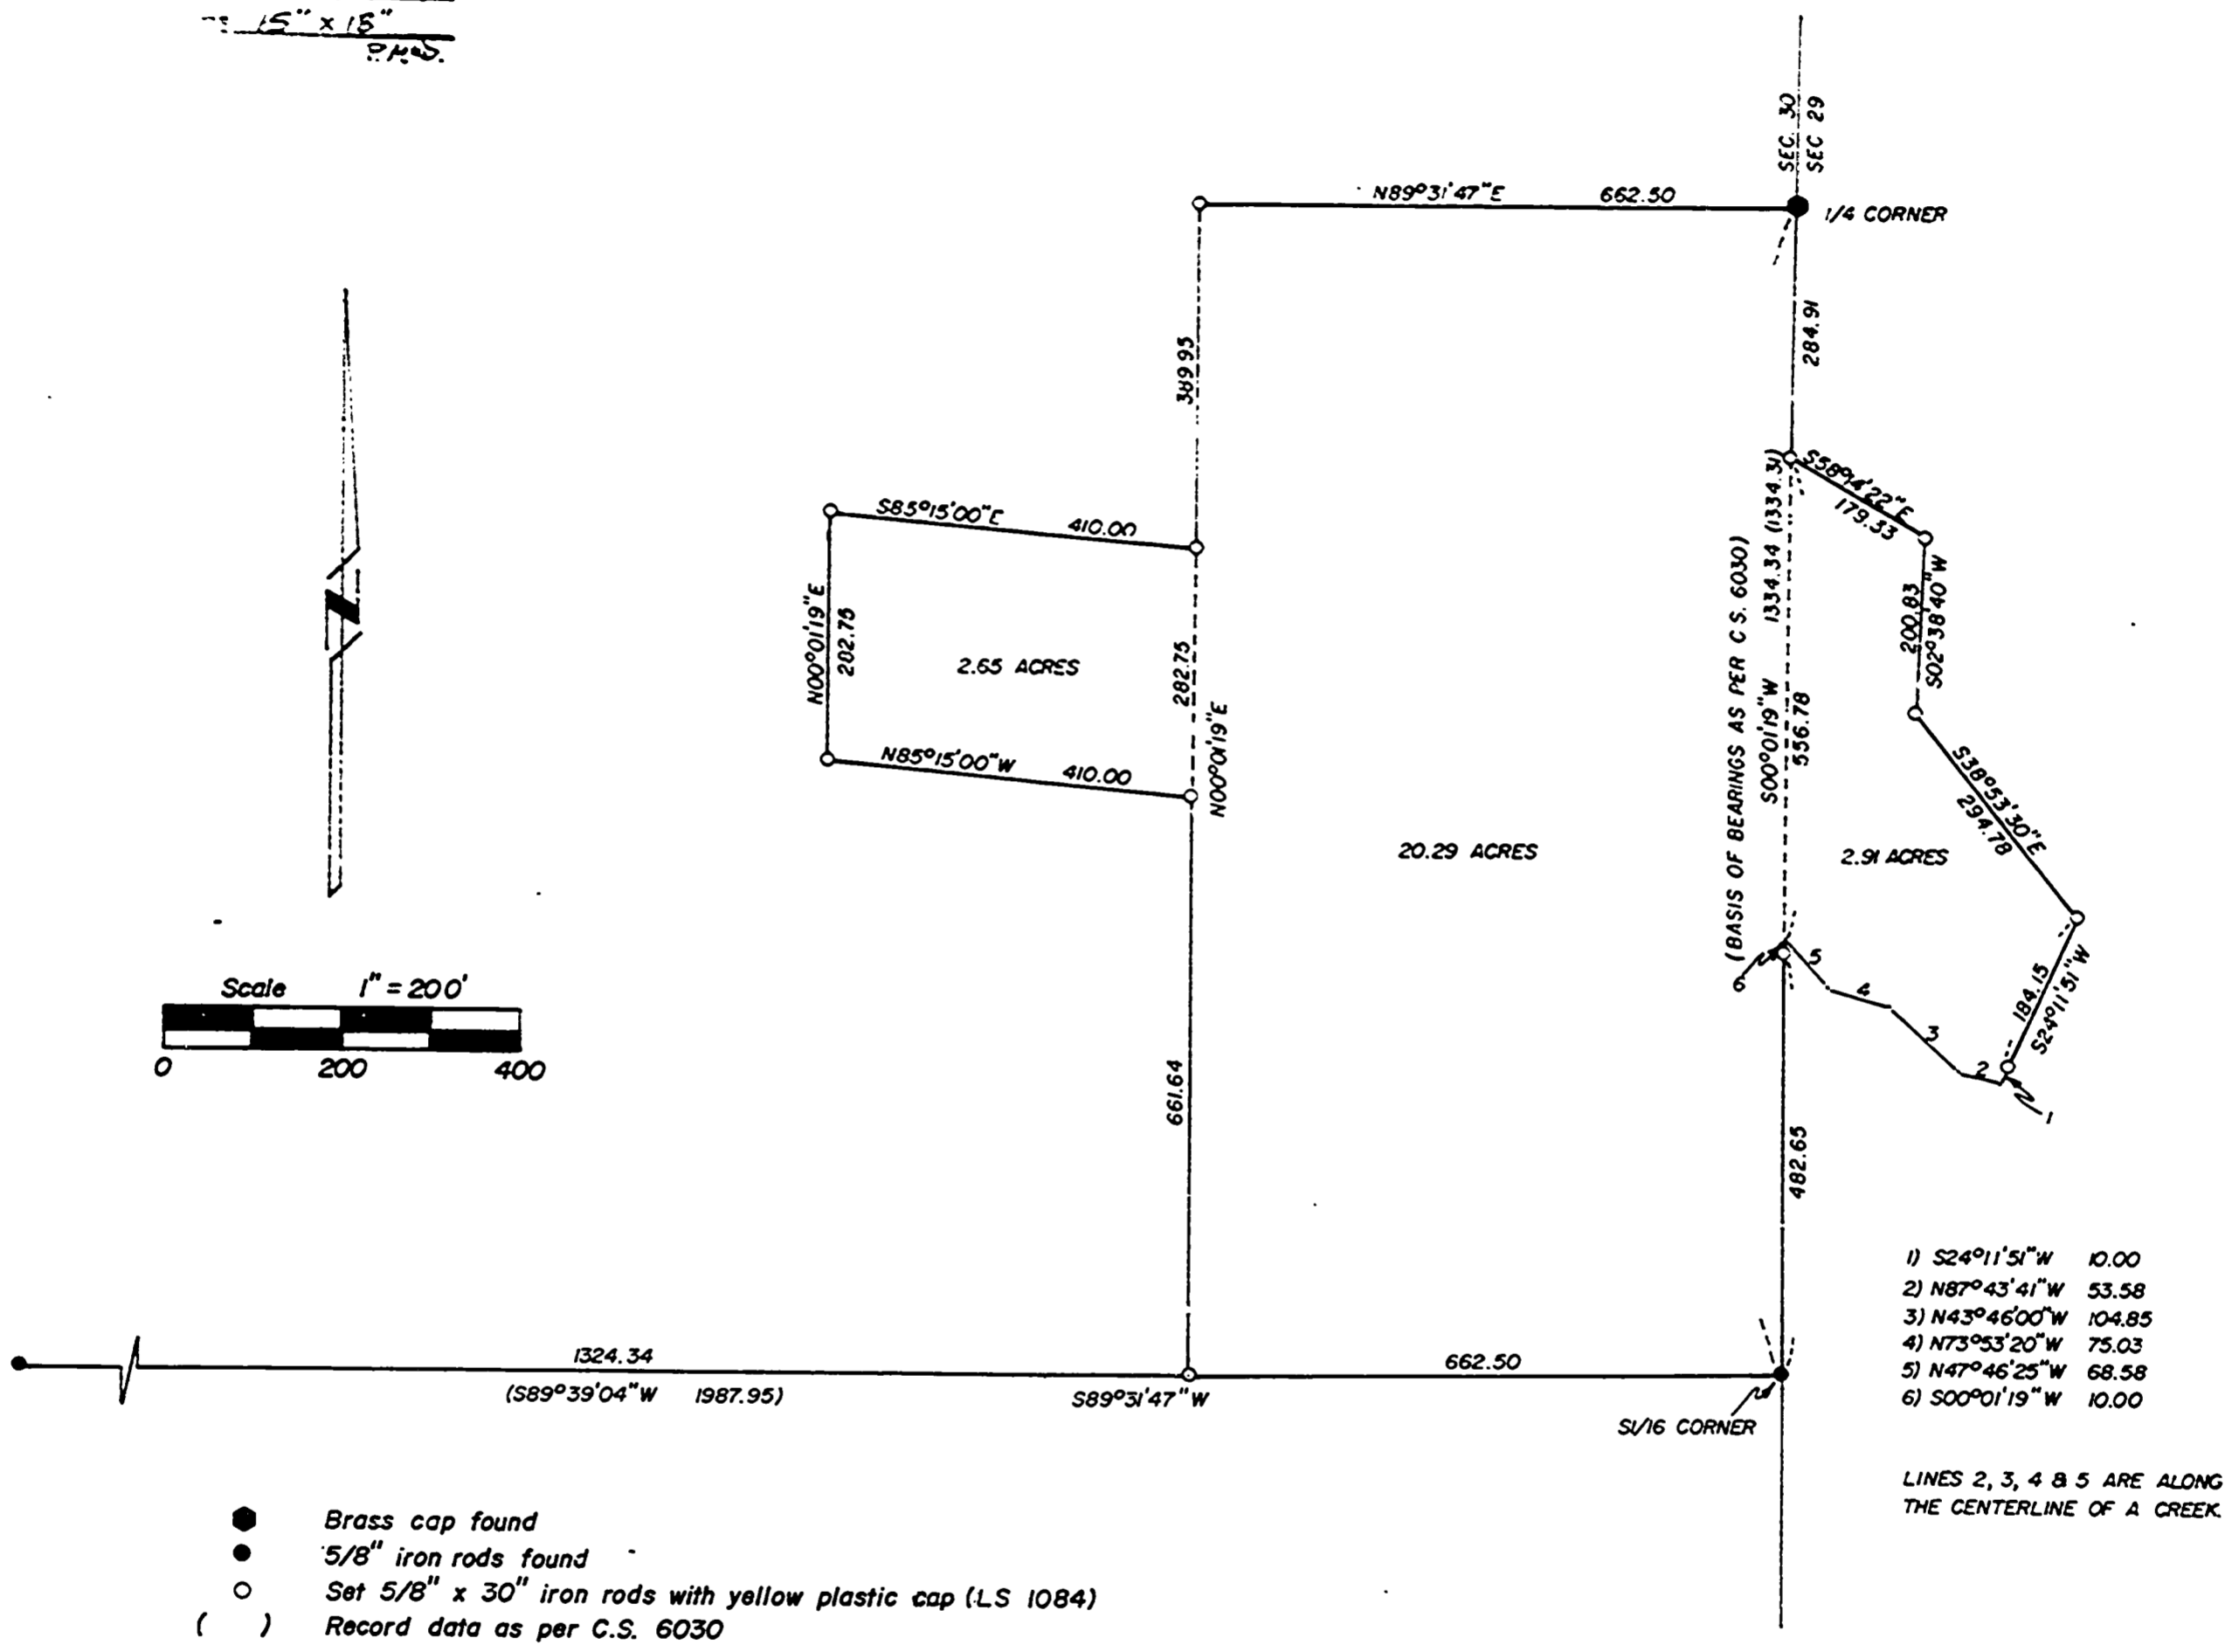 15" x 18"
SEC. 30
SEC 29
N89°31'47"E 662.50
1/4 CORNER
284.91
389.95
S58°14'22"E
179.33
S85°15'00"E 410.00
N00°01'19"E
282.75
2.65 ACRES
282.75
N00°01'19"E
N85°15'00"W 410.00
(BASIS OF BEARINGS AS PER C.S. 6030)
S00°01'19"W 1334.34 (1334.31)
556.78
200.83
S02°38'40"W
S38°53'30"E
294.78
20.29 ACRES
2.91 ACRES
6
5
4
3
2
1
184.15
S24°11'51"W
Scale 1" = 200'
0 200 400
661.64
482.65
1) S24°11'51"W 10.00
2) N87°43'41"W 53.58
3) N43°46'00"W 104.85
4) N73°53'20"W 75.03
5) N47°46'25"W 68.58
6) S00°01'19"W 10.00
1324.34
(S89°39'04"W 1987.95)
S89°31'47"W
662.50
S1/16 CORNER
LINES 2, 3, 4 & 5 ARE ALONG
THE CENTERLINE OF A CREEK.
Brass cap found
5/8" iron rods found
Set 5/8" x 30" iron rods with yellow plastic cap (LS 1084)
( ) Record data as per C.S. 6030